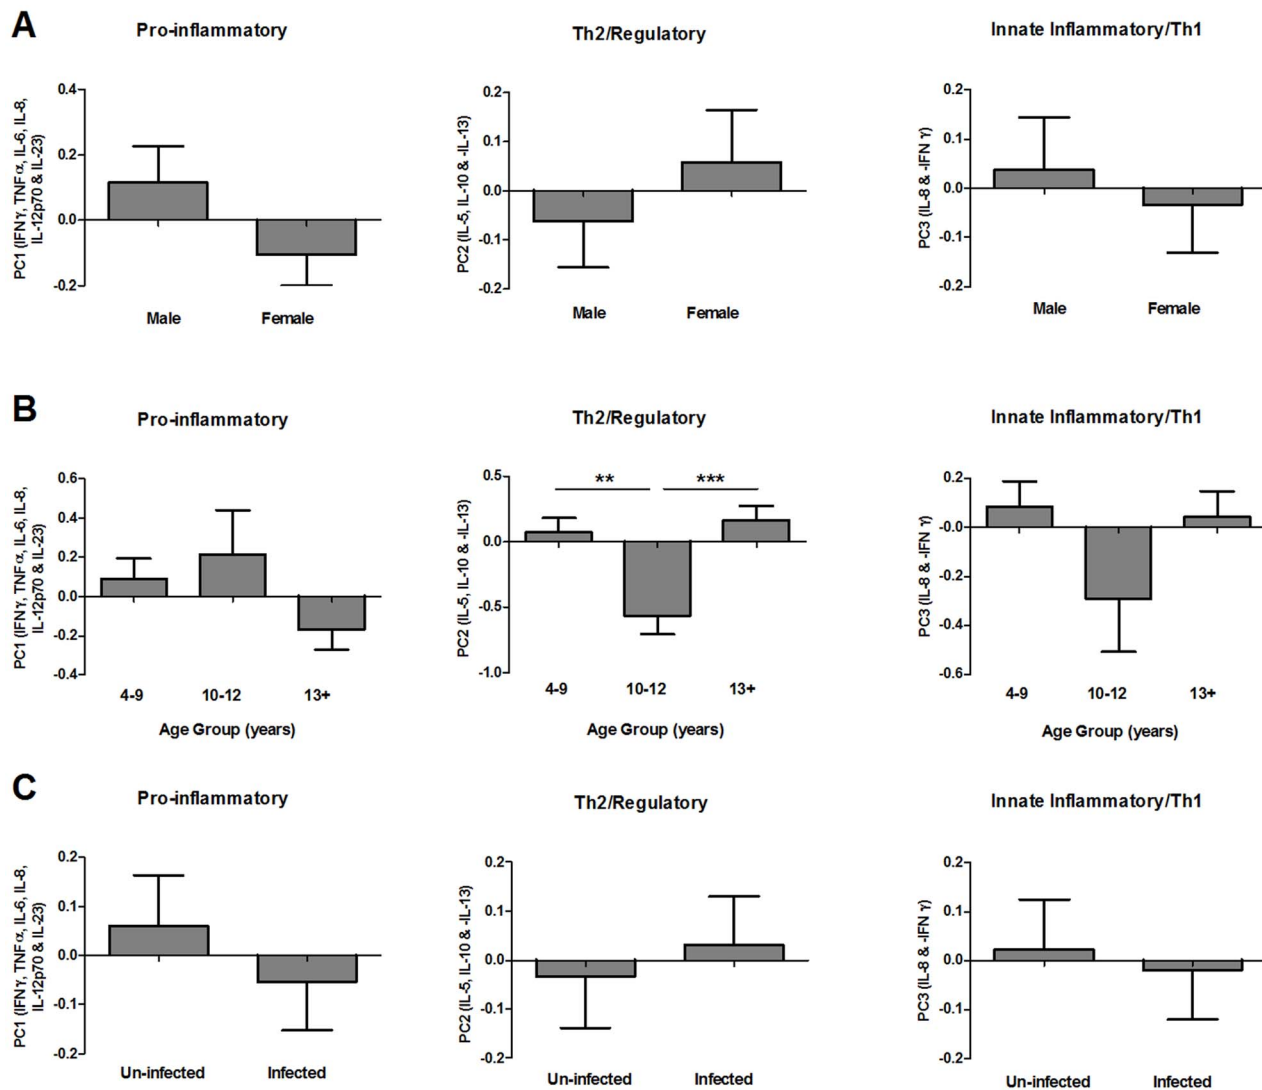 A
Pro-inflammatory
Th2/Regulatory
Innate Inflammatory/Th1
PC1 (IFNγ, TNFα, IL-6, IL-8,
IL-12p70 & IL-23)
0.4
0.2
0.0
-0.2
Male
Female
PC2 (IL-5, IL-10 & -IL-13)
0.2
0.1
0.0
-0.1
-0.2
Male
Female
PC3 (IL-8 & -IFN γ)
0.2
0.1
-0.0
-0.1
-0.2
Male
Female
B
Pro-inflammatory
Th2/Regulatory
Innate Inflammatory/Th1
PC1 (IFNγ, TNFα, IL-6, IL-8,
IL-12p70 & IL-23)
0.6
0.4
0.2
0.0
-0.2
-0.4
4-9
10-12
13+
Age Group (years)
PC2 (IL-5, IL-10 & -IL-13)
0.5
0.0
-0.5
-1.0
**
***
4-9
10-12
13+
Age Group (years)
PC3 (IL-8 & -IFN γ)
0.2
-0.0
-0.2
-0.4
-0.6
4-9
10-12
13+
Age Group (years)
C
Pro-inflammatory
Th2/Regulatory
Innate Inflammatory/Th1
PC1 (IFNγ, TNFα, IL-6, IL-8,
IL-12p70 & IL-23)
0.2
0.1
0.0
-0.1
-0.2
Un-infected
Infected
PC2 (IL-5, IL-10 & -IL-13)
0.2
0.1
0.0
-0.1
-0.2
Un-infected
Infected
PC3 (IL-8 & -IFN γ)
0.2
0.1
0.0
-0.1
-0.2
Un-infected
Infected